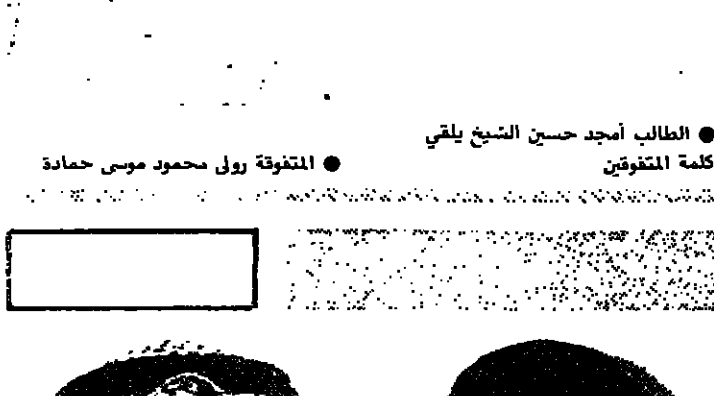 ● الطالب أمجد حسين الشيخ يلقي
كلمة المتفوقين
● المتفوقة رولى محمود موسى حمادة